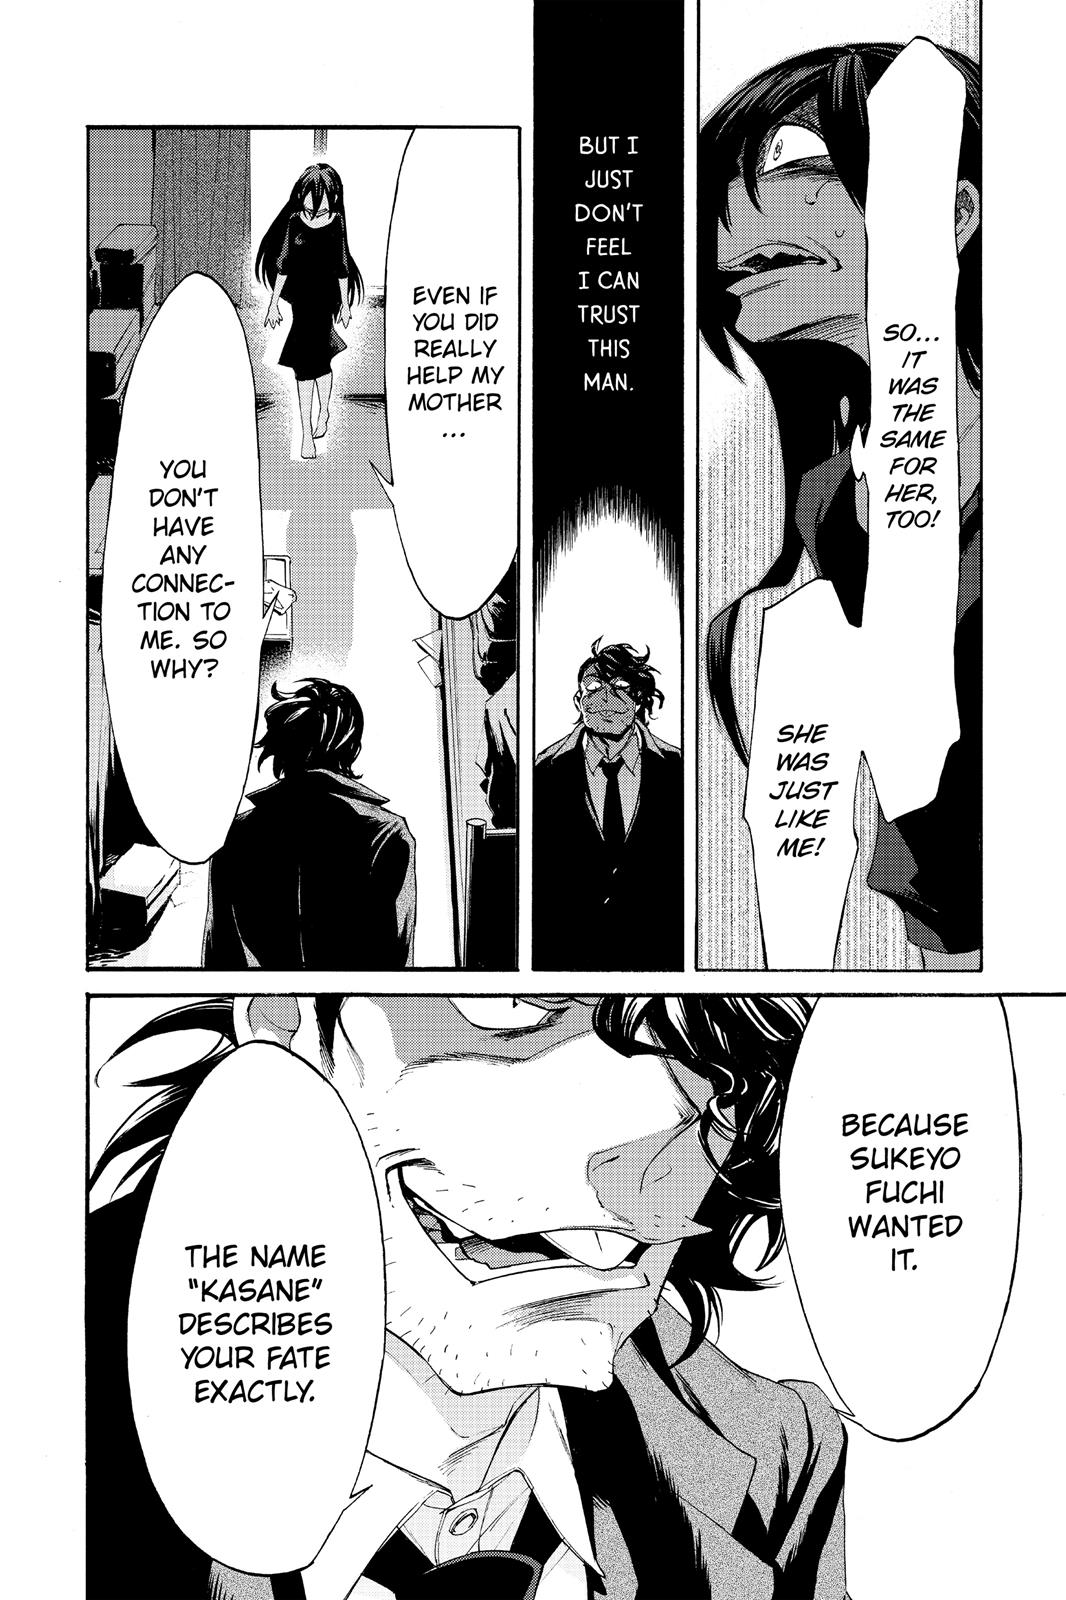 SO...
IT
WAS
THE
SAME
FOR
HER,
TOO!
SHE
WAS
JUST
LIKE
ME!
BUT I
JUST
DON'T
FEEL
I CAN
TRUST
THIS
MAN.
EVEN IF
YOU DID
REALLY
HELP MY
MOTHER
...
YOU
DON'T
HAVE
ANY
CONNEC-
TION TO
ME. SO
WHY?
BECAUSE
SUKEYO
FUCHI
WANTED
IT.
THE NAME
"KASANE"
DESCRIBES
YOUR FATE
EXACTLY.